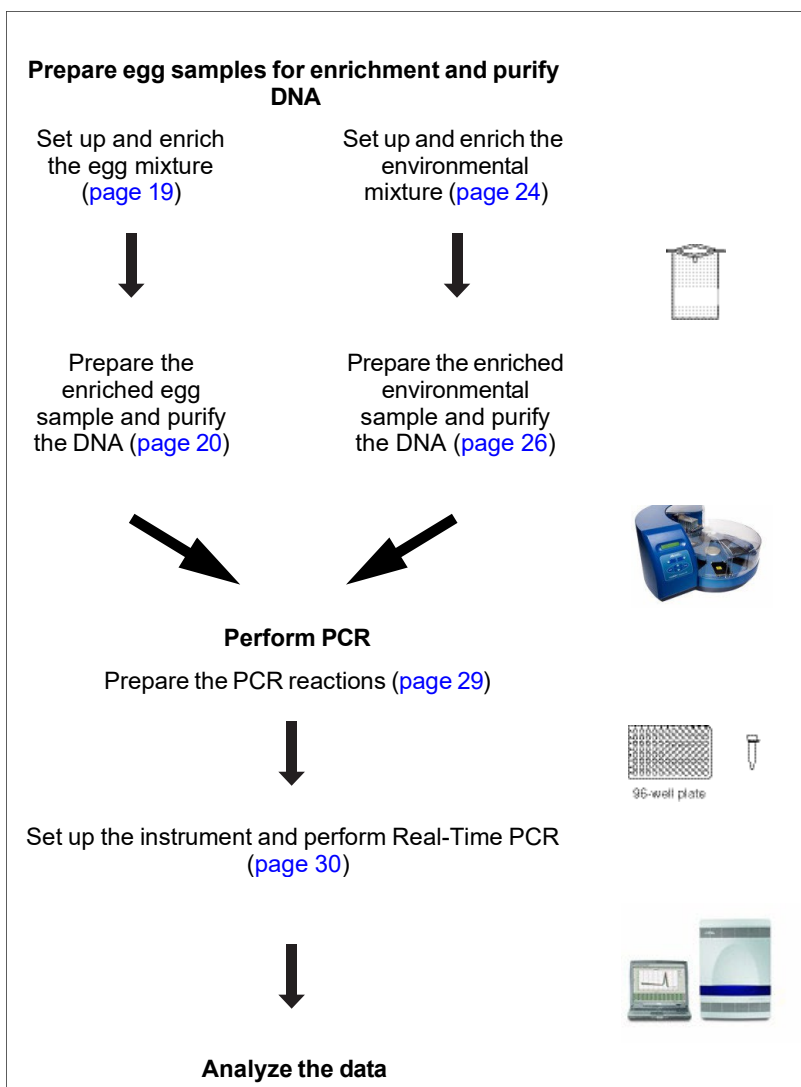 Prepare egg samples for enrichment and purify
DNA
Set up and enrich
the egg mixture
(page 19)
Set up and enrich the
environmental
mixture (page 24)
Prepare the
enriched egg
sample and purify
the DNA (page 20)
Prepare the enriched
environmental
sample and purify
the DNA (page 26)
Perform PCR
Prepare the PCR reactions (page 29)
96-well plate
Set up the instrument and perform Real-Time PCR
(page 30)
Analyze the data